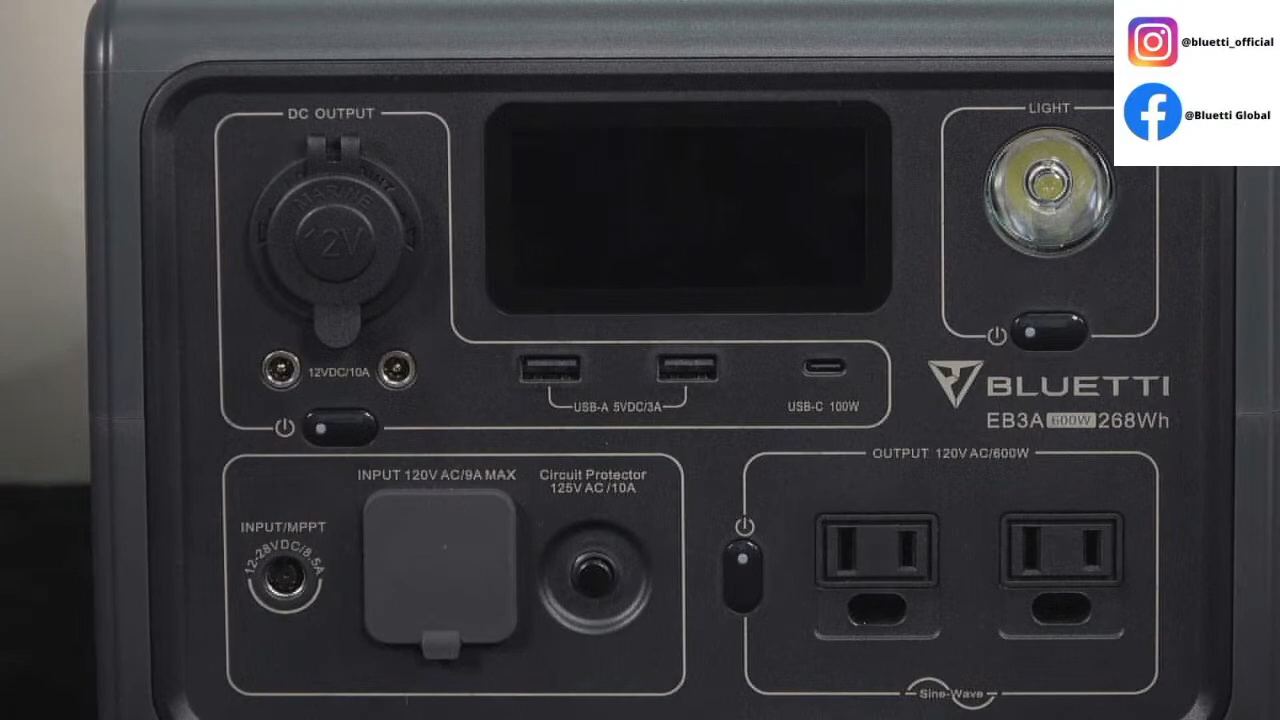 @bluetti_official
@Bluetti Global
DC OUTPUT
LIGHT
MARINE
12V
12VDC/10A
USB-A 5VDC/3A
USB-C 100W
BLUETTI
EB3A 600W 268Wh
INPUT 120V AC/9A MAX
Circuit Protector
125V AC /10A
INPUT/MPPT
12-28VDC/8.5A
OUTPUT 120V AC/600W
Sine-Wave